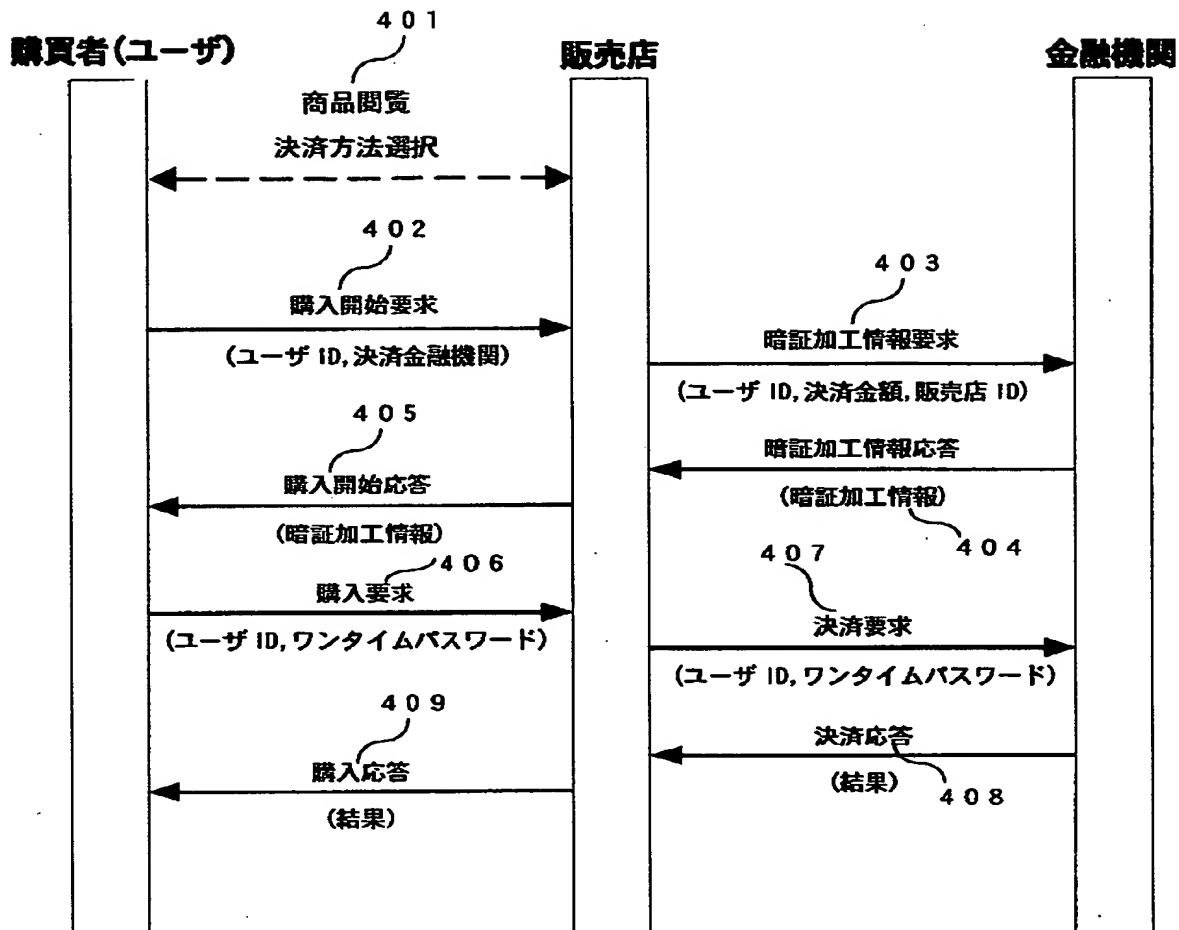 ４０１
購買者(ユーザ)
販売店
金融機関
商品閲覧
決済方法選択
４０２
購入開始要求
(ユーザ ID,決済金融機関)
４０３
暗証加工情報要求
(ユーザ ID,決済金額,販売店 ID)
４０５
購入開始応答
(暗証加工情報)
暗証加工情報応答
(暗証加工情報)
４０４
４０６
購入要求
(ユーザ ID,ワンタイムパスワード)
４０７
決済要求
(ユーザ ID,ワンタイムパスワード)
４０９
購入応答
(結果)
決済応答
(結果)
４０８